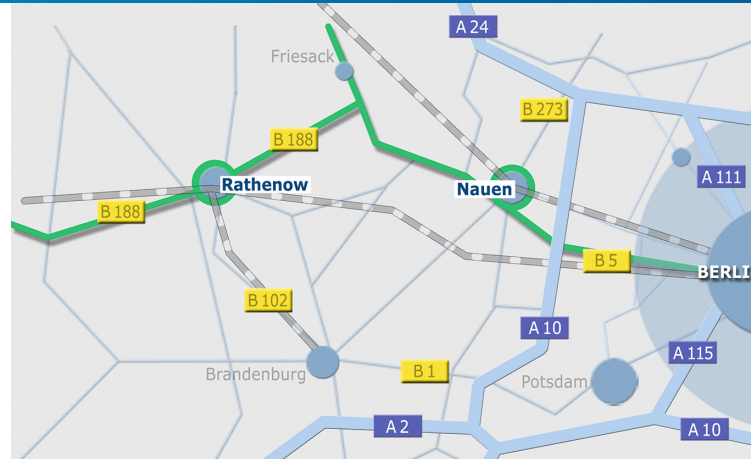 A 24
Friesack
B 273
B 188
A 111
Rathenow
Nauen
B 188
B 5
BERLI
B 102
A 10
A 115
Brandenburg
B 1
Potsdam
A 2
A 10